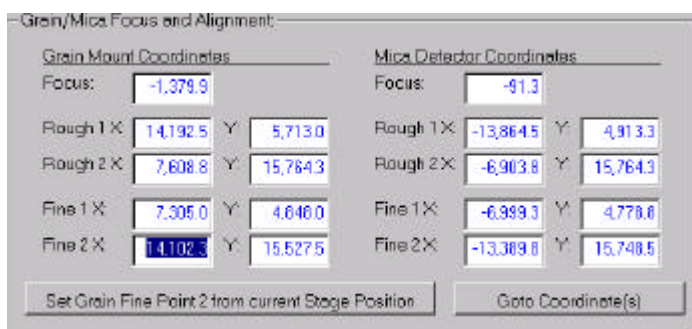 Grain/Mica Focus and Alignment:
Grain Mount Coordinates Mica Detector Coordinates
Focus: -1,379.9 Focus: -91.3
Rough 1 X: 14,192.5 Y: 5,713.0 Rough 1 X: -13,864.5 Y: 4,913.3
Rough 2 X: 7,608.8 Y: 15,764.3 Rough 2 X: -6,903.8 Y: 15,764.3
Fine 1 X: 7,305.0 Y: 4,848.0 Fine 1 X: -6,999.3 Y: 4,778.8
Fine 2 X: 14,102.3 Y: 15,527.5 Fine 2 X: -13,389.8 Y: 15,748.5
Set Grain Fine Point 2 from current Stage Position Goto Coordinate(s)